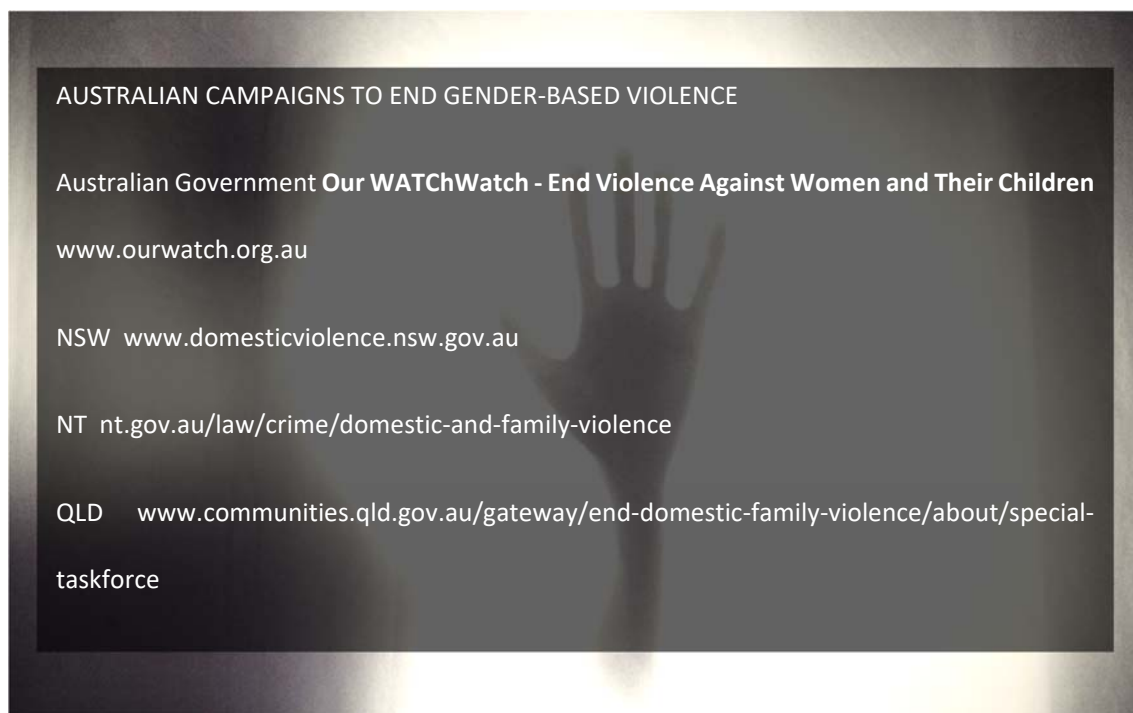 AUSTRALIAN CAMPAIGNS TO END GENDER-BASED VIOLENCE
Australian Government Our WATChWatch - End Violence Against Women and Their Children
www.ourwatch.org.au
NSW www.domesticviolence.nsw.gov.au
NT nt.gov.au/law/crime/domestic-and-family-violence
QLD www.communities.qld.gov.au/gateway/end-domestic-family-violence/about/special-
taskforce